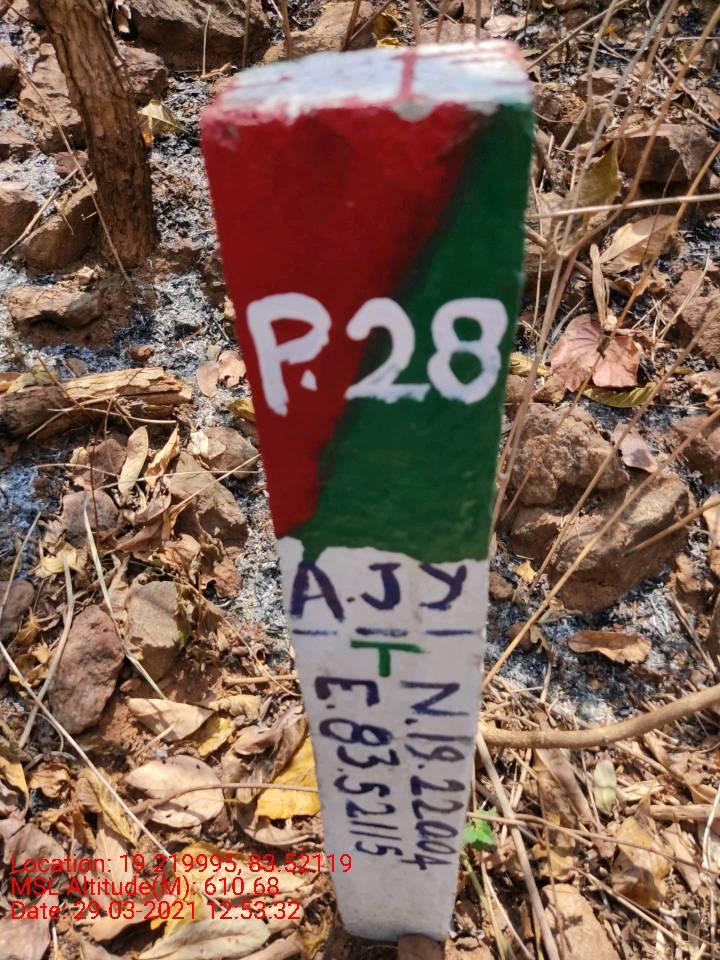 P.28
A.JY
T
N.19.22004
E.83.52115
Location: 19.219995, 83.52119
MSL Altitude(M): 610.68
Date: 29-03-2021 12:53:32